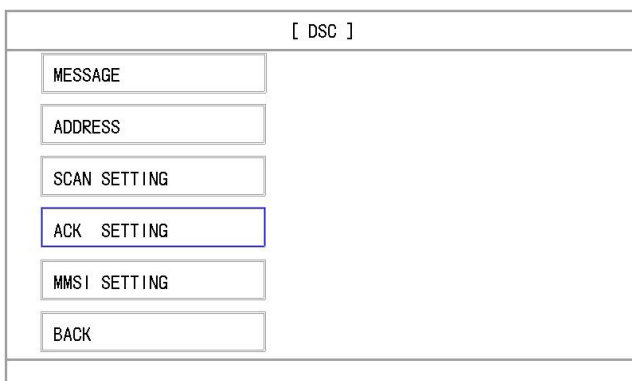 [ DSC ]
MESSAGE
ADDRESS
SCAN SETTING
ACK  SETTING
MMSI SETTING
BACK